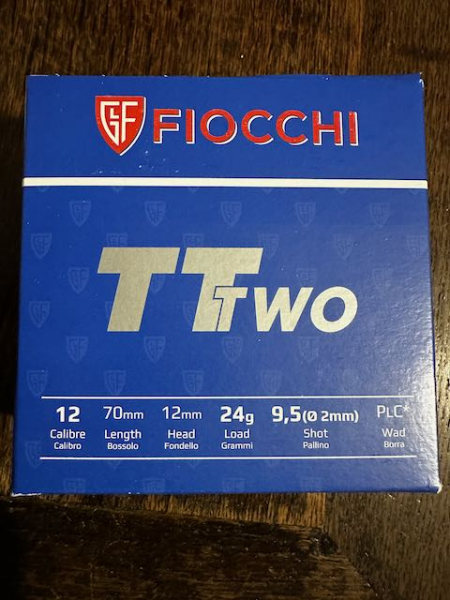 GF FIOCCHI
TT TWO
12 70mm 12mm 24g 9,5(Ø 2mm) PLC*
Calibre Length Head Load Shot Wad
Calibro Bossolo Fondello Grammi Pallino Borra